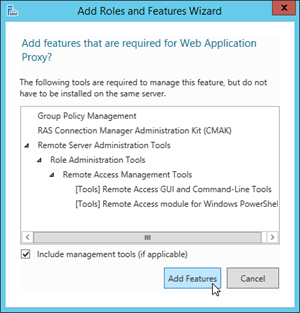 Add Roles and Features Wizard
Add features that are required for Web Application
Proxy?
The following tools are required to manage this feature, but do not
have to be installed on the same server.
Group Policy Management
RAS Connection Manager Administration Kit (CMAK)
Remote Server Administration Tools
Role Administration Tools
Remote Access Management Tools
[Tools] Remote Access GUI and Command-Line Tools
[Tools] Remote Access module for Windows PowerShel
Include management tools (if applicable)
Add Features
Cancel